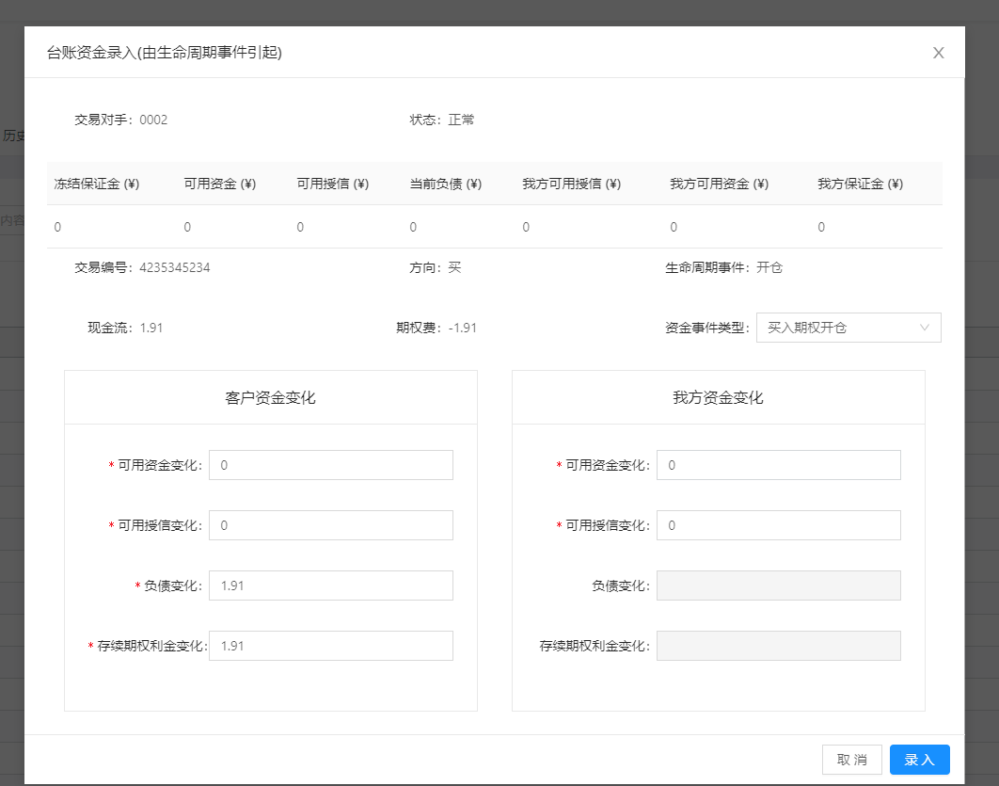 台账资金录入(由生命周期事件引起)
交易对手: 0002 状态: 正常
历史
冻结保证金 (¥) 可用资金 (¥) 可用授信 (¥) 当前负债 (¥) 我方可用授信 (¥) 我方可用资金 (¥) 我方保证金 (¥)
内容
0 0 0 0 0 0 0
交易编号: 4235345234 方向: 买 生命周期事件: 开仓
现金流: 1.91 期权费: -1.91 资金事件类型: 买入期权开仓
客户资金变化
* 可用资金变化: 0
* 可用授信变化: 0
* 负债变化: 1.91
* 存续期权利金变化: 1.91
我方资金变化
* 可用资金变化: 0
* 可用授信变化: 0
负债变化:
存续期权利金变化:
取 消 录 入